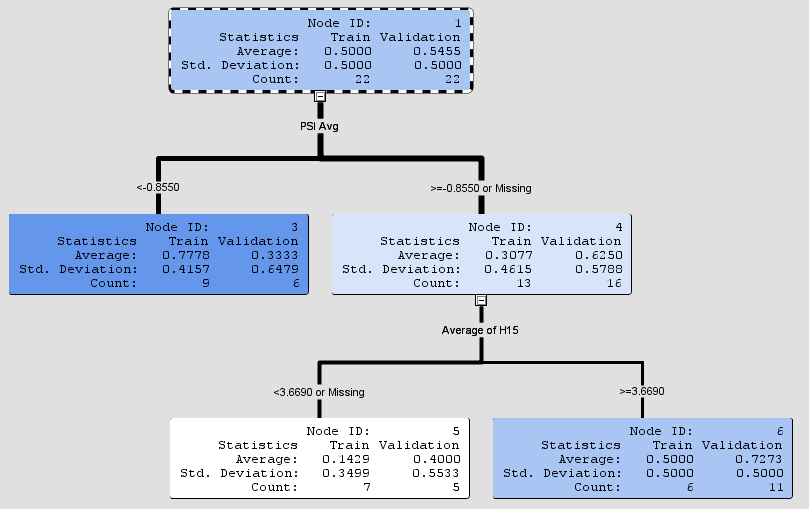 Node ID: 1
Statistics Train Validation
Average: 0.5000 0.5455
Std. Deviation: 0.5000 0.5000
Count: 22 22
PSI Avg
<-0.8550
>=-0.8550 or Missing
Node ID: 3
Statistics Train Validation
Average: 0.7778 0.3333
Std. Deviation: 0.4157 0.6479
Count: 9 6
Node ID: 4
Statistics Train Validation
Average: 0.3077 0.6250
Std. Deviation: 0.4615 0.5788
Count: 13 16
Average of H15
<3.6690 or Missing
>=3.6690
Node ID: 5
Statistics Train Validation
Average: 0.1429 0.4000
Std. Deviation: 0.3499 0.5533
Count: 7 5
Node ID: 6
Statistics Train Validation
Average: 0.5000 0.7273
Std. Deviation: 0.5000 0.5000
Count: 6 11